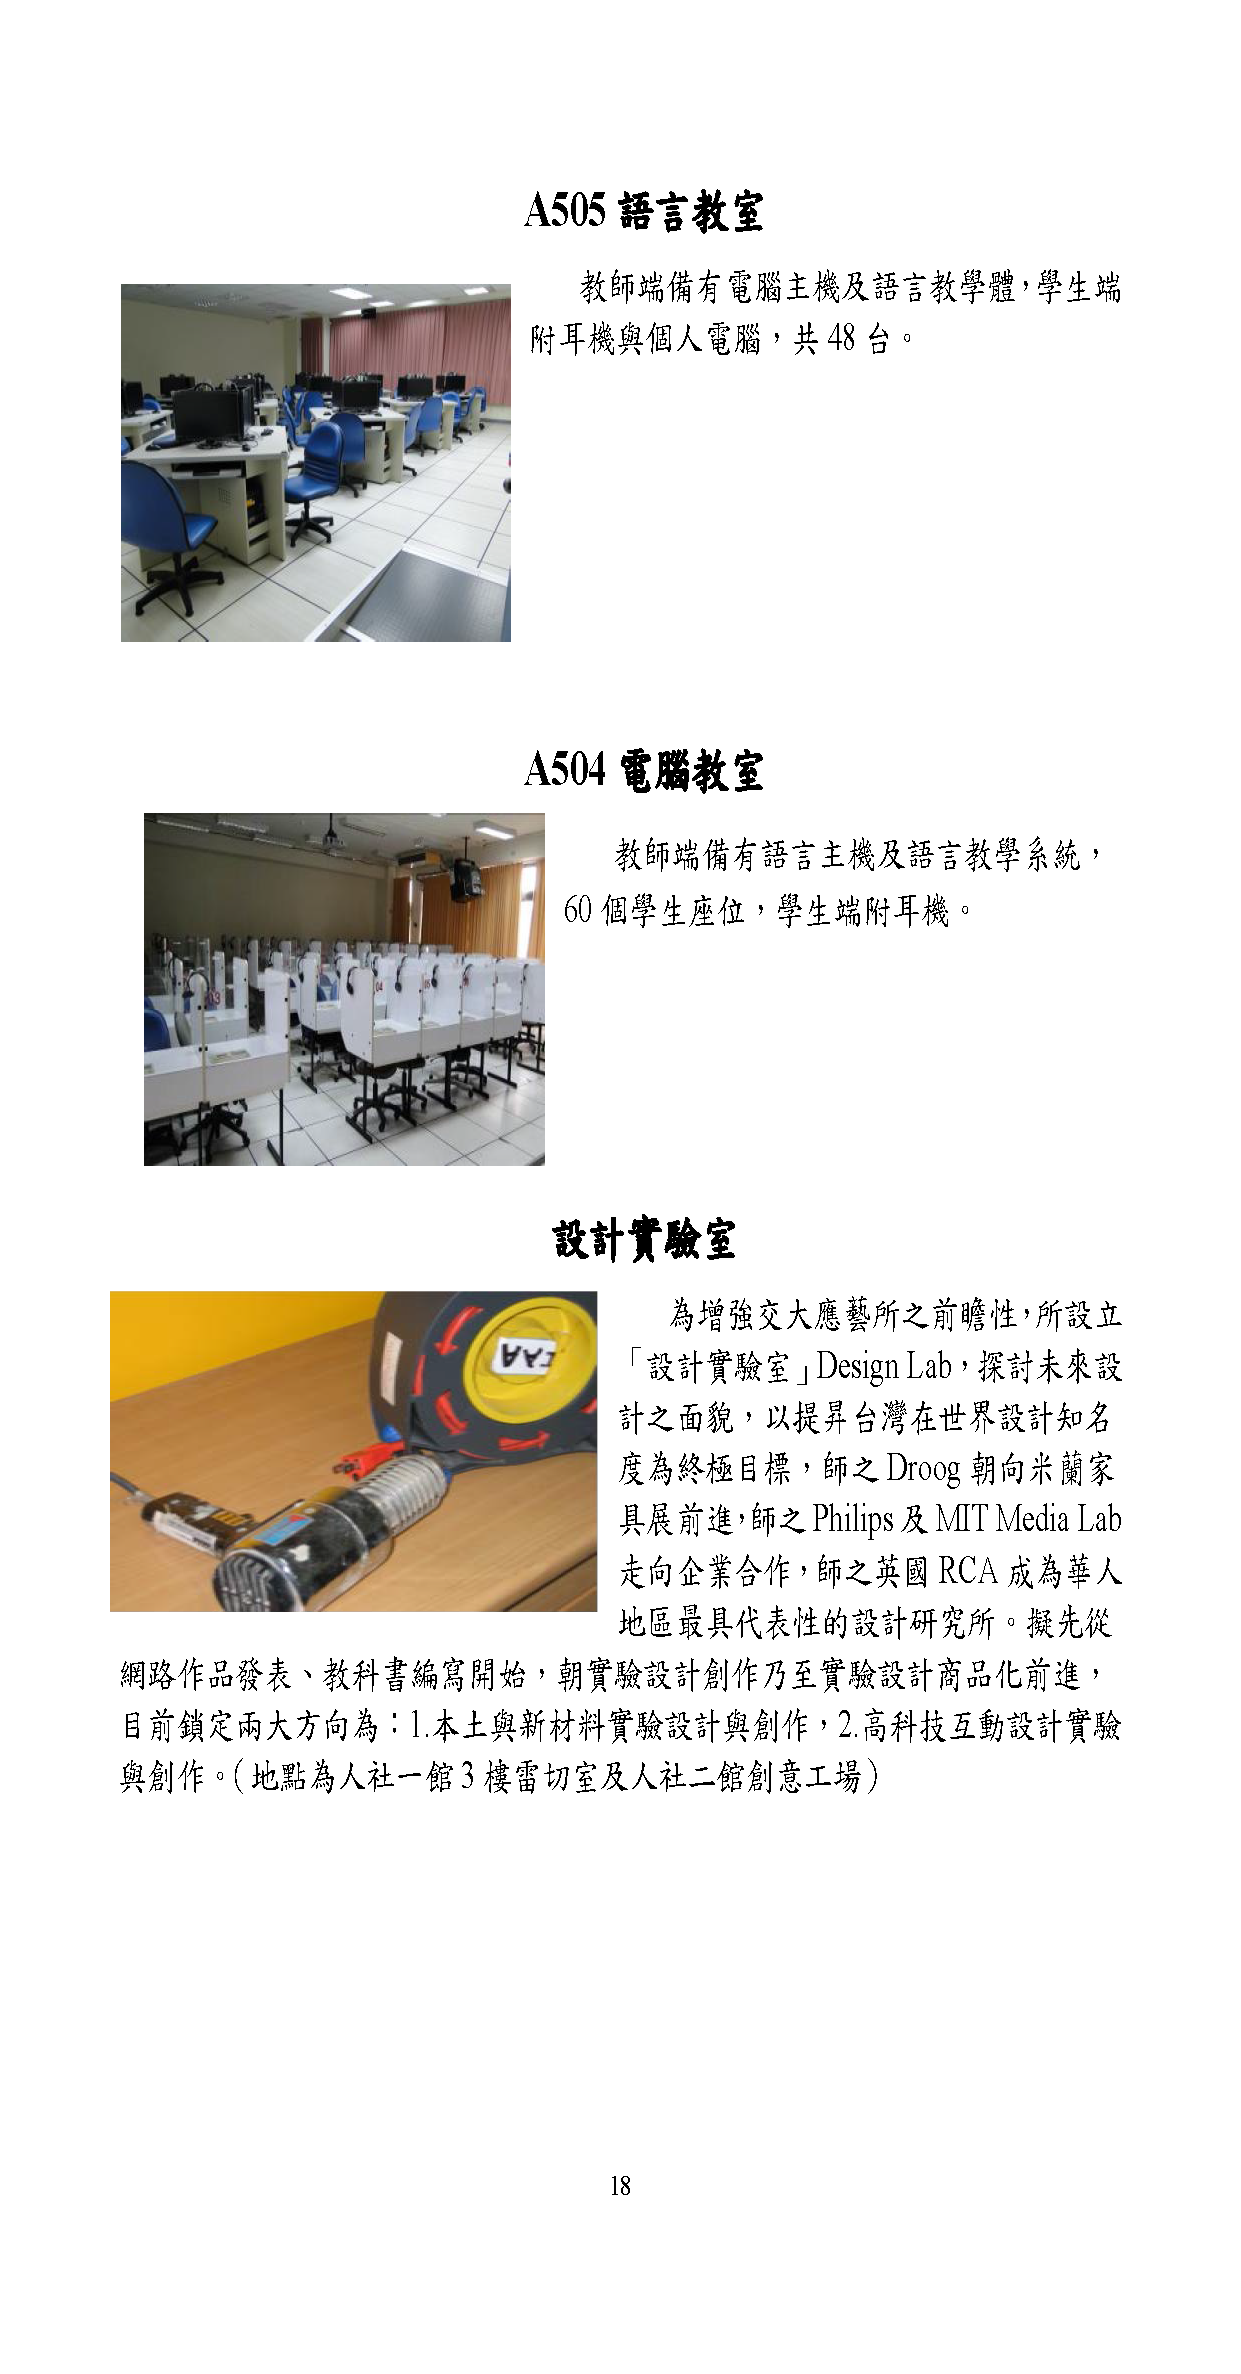 A505 語言教室
教師端備有電腦主機及語言教學體，學生端
附耳機與個人電腦，共 48 台。
A504 電腦教室
教師端備有語言主機及語言教學系統，
60 個學生座位，學生端附耳機。
03
04
05
設計實驗室
為增強交大應藝所之前瞻性，所設立
「設計實驗室」Design Lab，探討未來設
計之面貌，以提昇台灣在世界設計知名
度為終極目標，師之 Droog 朝向米蘭家
具展前進，師之 Philips 及 MIT Media Lab
走向企業合作，師之英國 RCA 成為華人
地區最具代表性的設計研究所。擬先從
網路作品發表、教科書編寫開始，朝實驗設計創作乃至實驗設計商品化前進，
目前鎖定兩大方向為：1.本土與新材料實驗設計與創作，2.高科技互動設計實驗
與創作。(地點為人社一館 3 樓雷切室及人社二館創意工場)
18